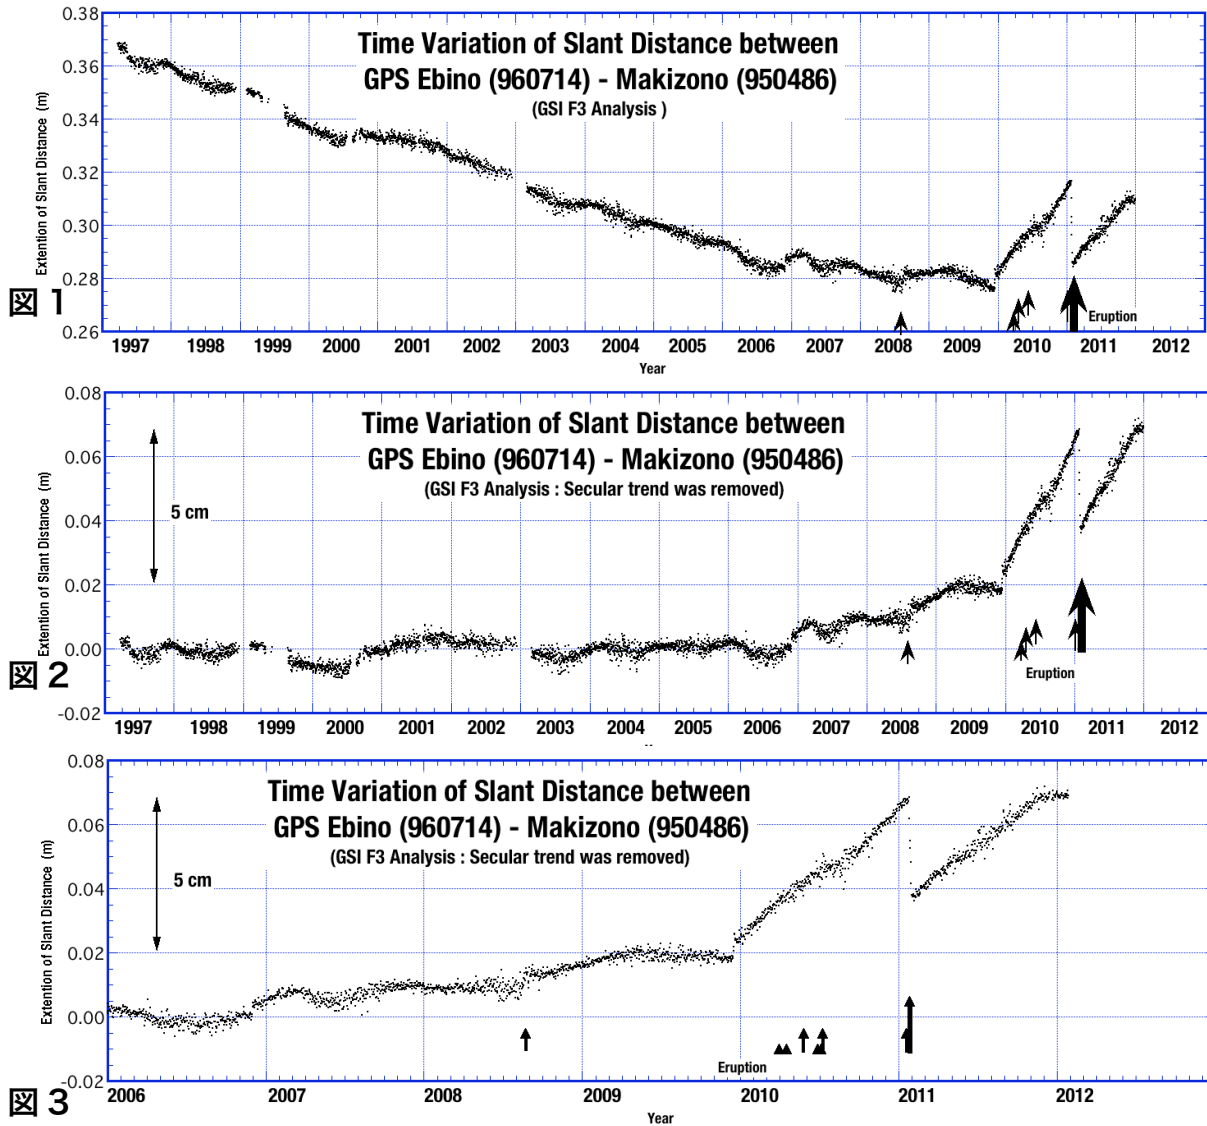 0.38
0.36
0.34
0.32
0.30
0.28
0.26
Extention of Slant Distance (m)
Time Variation of Slant Distance between
GPS Ebino (960714) - Makizono (950486)
(GSI F3 Analysis )
Eruption
図1
1997 1998 1999 2000 2001 2002 2003 2004 2005 2006 2007 2008 2009 2010 2011 2012
Year
0.08
0.06
0.04
0.02
0.00
-0.02
Extention of Slant Distance (m)
Time Variation of Slant Distance between
GPS Ebino (960714) - Makizono (950486)
(GSI F3 Analysis : Secular trend was removed)
5 cm
Eruption
図2
1997 1998 1999 2000 2001 2002 2003 2004 2005 2006 2007 2008 2009 2010 2011 2012
0.08
0.06
0.04
0.02
0.00
-0.02
Extention of Slant Distance (m)
Time Variation of Slant Distance between
GPS Ebino (960714) - Makizono (950486)
(GSI F3 Analysis : Secular trend was removed)
5 cm
Eruption
図3
2006 2007 2008 2009 2010 2011 2012
Year